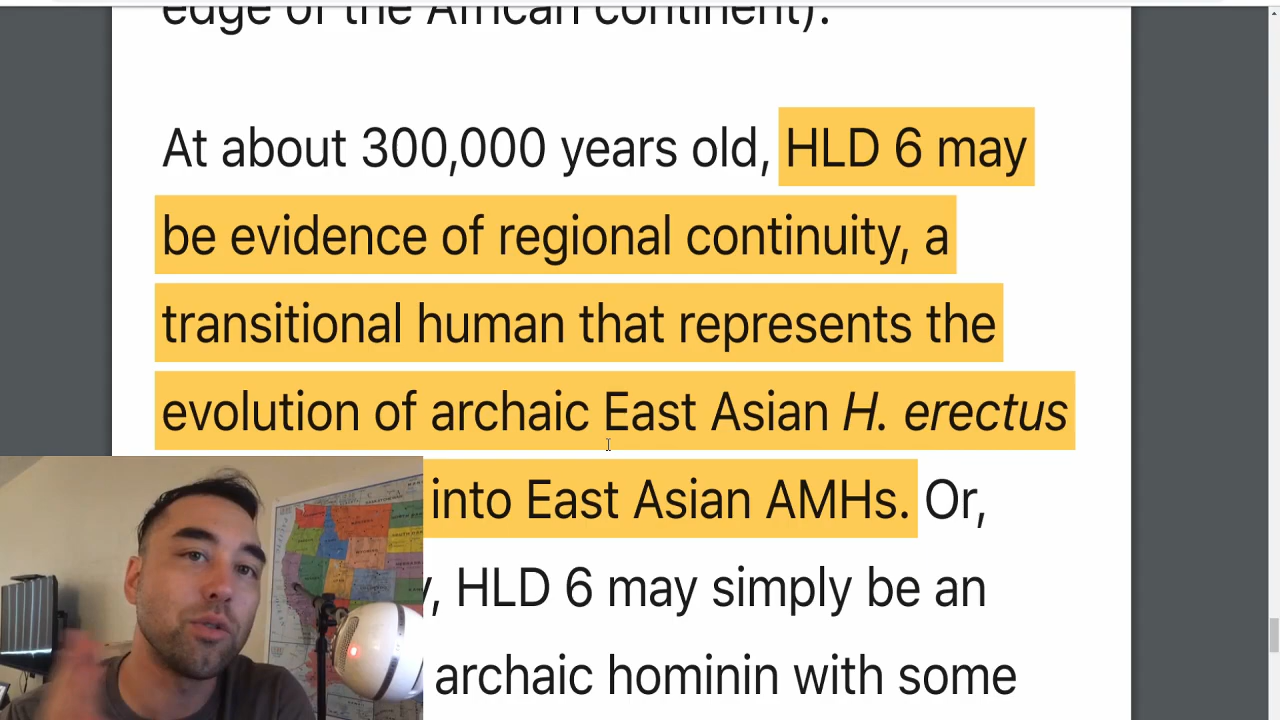 edge of the African continent).
At about 300,000 years old, HLD 6 may
be evidence of regional continuity, a
transitional human that represents the
evolution of archaic East Asian H. erectus
into East Asian AMHs. Or,
, HLD 6 may simply be an
archaic hominin with some